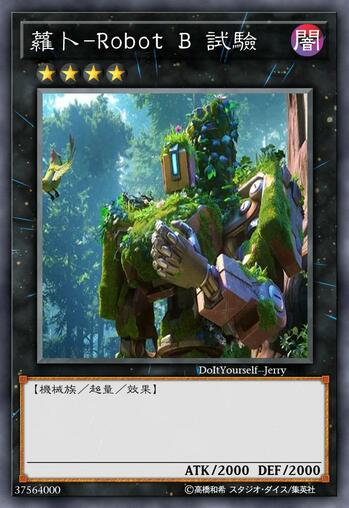 蘿卜-Robot B 試驗
闇
DoItYourself--Jerry
【機械族／超量／效果】
ATK/2000 DEF/2000
37564000
©高橋和希 スタジオ・ダイス/集英社